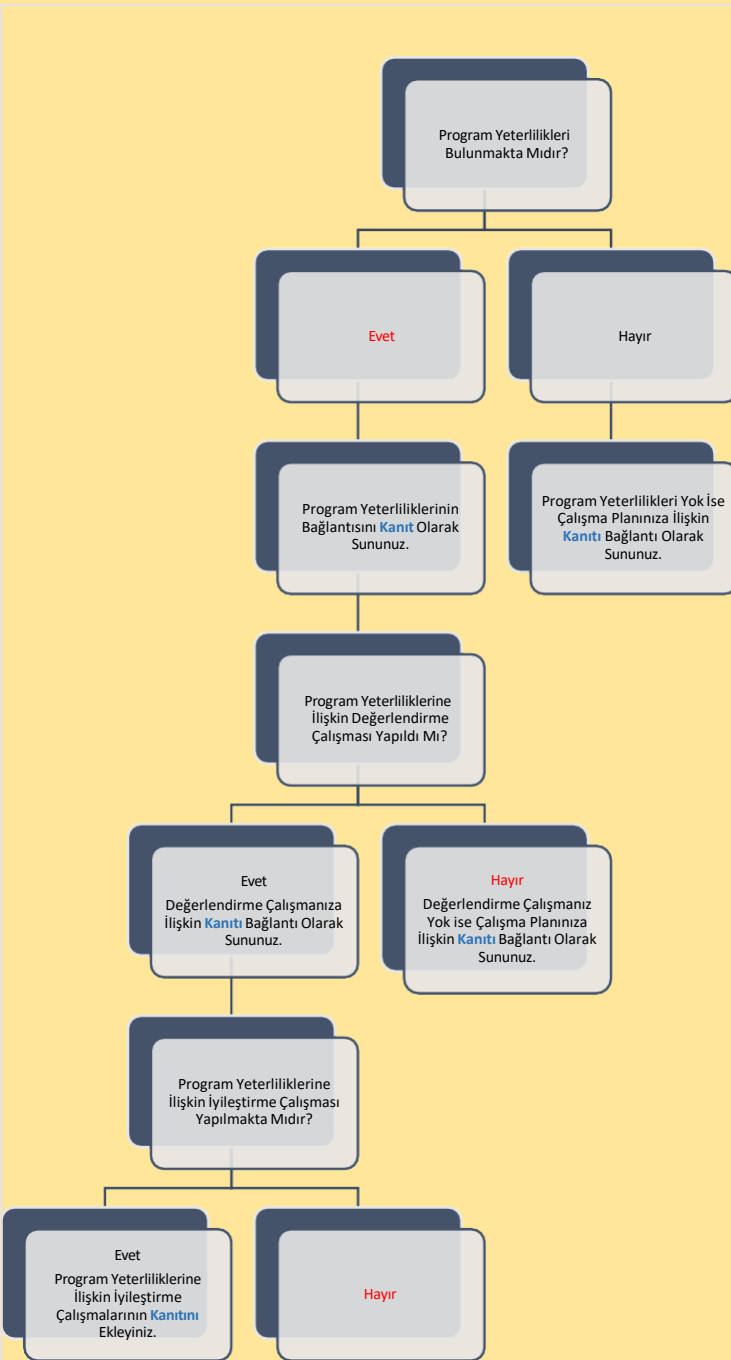 Program Yeterlilikleri
Bulunmakta Mıdır?
Evet
Hayır
Program Yeterliliklerinin
Bağlantısını Kanıt Olarak
Sununuz.
Program Yeterlilikleri Yok İse
Çalışma Planınıza İlişkin
Kanıtı Bağlantı Olarak
Sununuz.
Program Yeterliliklerine
İlişkin Değerlendirme
Çalışması Yapıldı Mı?
Evet
Değerlendirme Çalışmanıza
İlişkin Kanıtı Bağlantı Olarak
Sununuz.
Hayır
Değerlendirme Çalışmanız
Yok ise Çalışma Planınıza
İlişkin Kanıtı Bağlantı Olarak
Sununuz.
Program Yeterliliklerine
İlişkin İyileştirme Çalışması
Yapılmakta Mıdır?
Evet
Program Yeterliliklerine
İlişkin İyileştirme
Çalışmalarının Kanıtını
Ekleyiniz.
Hayır